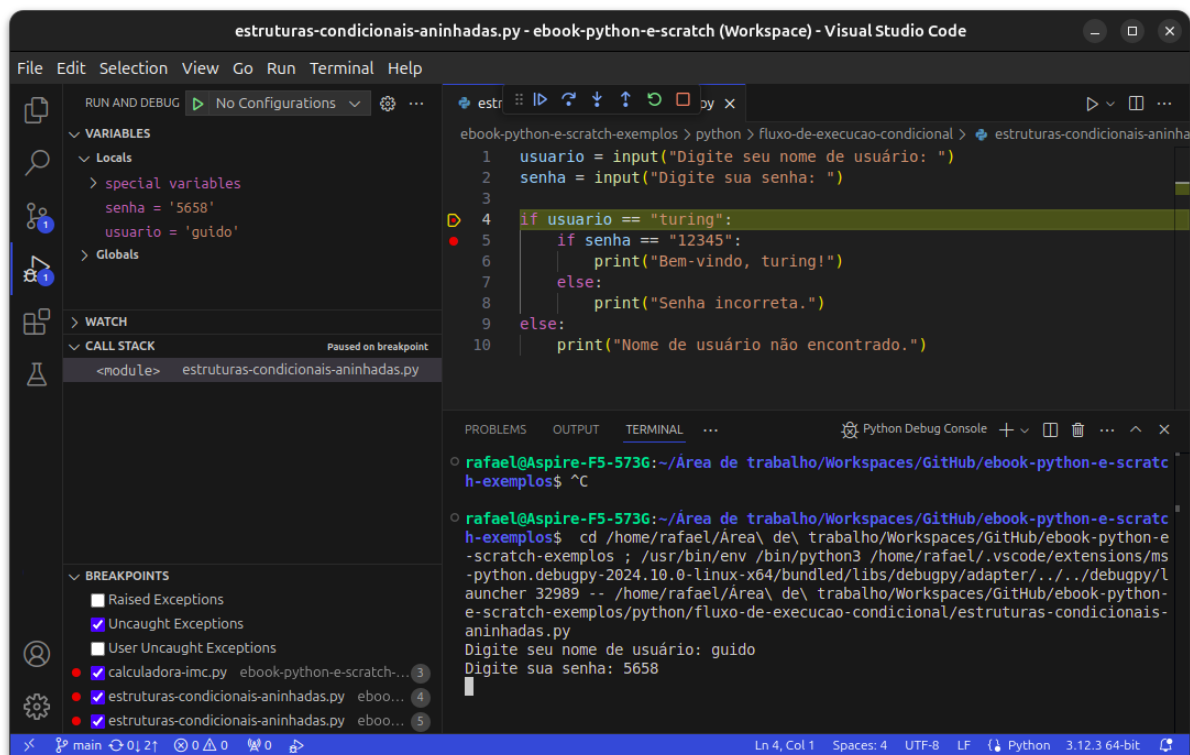 estruturas-condicionais-aninhadas.py - ebook-python-e-scratch (Workspace) - Visual Studio Code
File Edit Selection View Go Run Terminal Help
RUN AND DEBUG No Configurations
VARIABLES
Locals
special variables
senha = '5658'
usuario = 'guido'
Globals
WATCH
CALL STACK Paused on breakpoint
<module> estruturas-condicionais-aninhadas.py
BREAKPOINTS
Raised Exceptions
Uncaught Exceptions
User Uncaught Exceptions
calculadora-imc.py ebook-python-e-scratch-... 3
estruturas-condicionais-aninhadas.py eboo... 4
estruturas-condicionais-aninhadas.py eboo... 5
1
1
estr py
ebook-python-e-scratch-exemplos > python > fluxo-de-execucao-condicional > estruturas-condicionais-aninha
1 usuario = input("Digite seu nome de usuário: ")
2 senha = input("Digite sua senha: ")
3
4 if usuario == "turing":
5     if senha == "12345":
6         print("Bem-vindo, turing!")
7     else:
8         print("Senha incorreta.")
9 else:
10     print("Nome de usuário não encontrado.")
PROBLEMS OUTPUT TERMINAL ... Python Debug Console
rafael@Aspire-F5-573G:~/Área de trabalho/Workspaces/GitHub/ebook-python-e-scratc
h-exemplos$ ^C
rafael@Aspire-F5-573G:~/Área de trabalho/Workspaces/GitHub/ebook-python-e-scratc
h-exemplos$ cd /home/rafael/Área\ de\ trabalho/Workspaces/GitHub/ebook-python-e
-scratch-exemplos ; /usr/bin/env /bin/python3 /home/rafael/.vscode/extensions/ms
-python.debugpy-2024.10.0-linux-x64/bundled/libs/debugpy/adapter/../../debugpy/l
auncher 32989 -- /home/rafael/Área\ de\ trabalho/Workspaces/GitHub/ebook-python-
e-scratch-exemplos/python/fluxo-de-execucao-condicional/estruturas-condicionais-
aninhadas.py
Digite seu nome de usuário: guido
Digite sua senha: 5658
main 0↓ 2↑ 0 0 0 Ln 4, Col 1 Spaces: 4 UTF-8 LF Python 3.12.3 64-bit